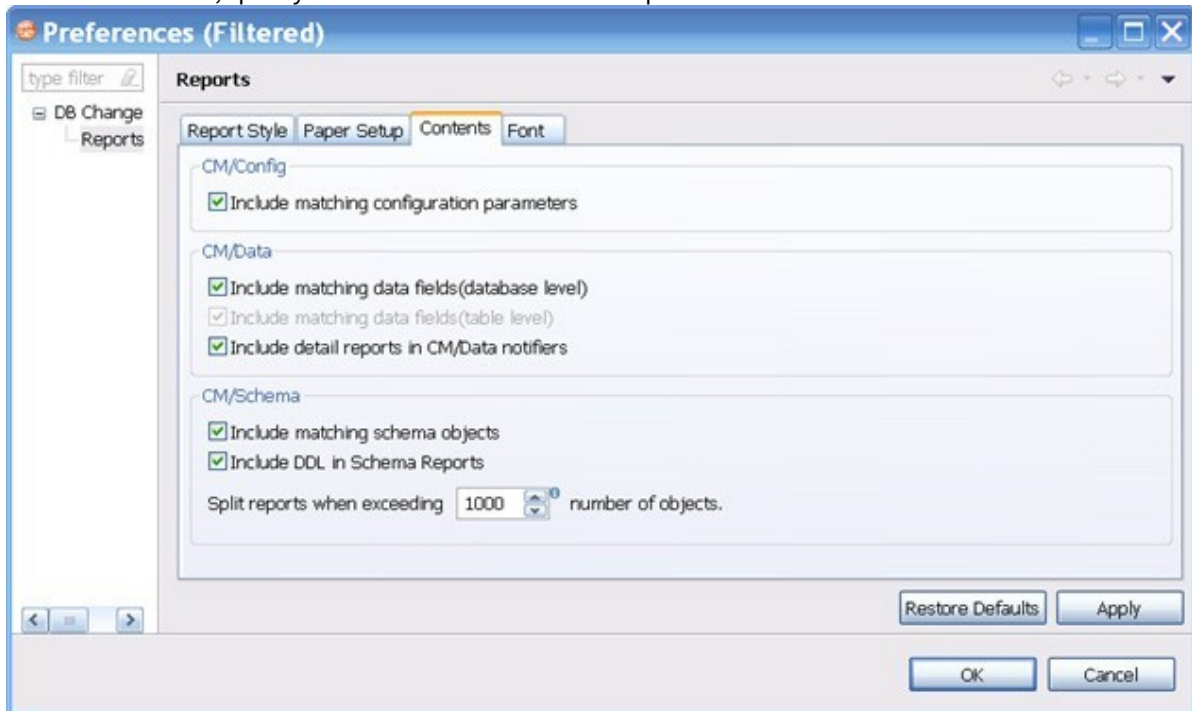 Preferences (Filtered)
type filter
Reports
DB Change
Reports
Report Style Paper Setup Contents Font
CM/Config
Include matching configuration parameters
CM/Data
Include matching data fields(database level)
Include matching data fields(table level)
Include detail reports in CM/Data notifiers
CM/Schema
Include matching schema objects
Include DDL in Schema Reports
Split reports when exceeding 1000 number of objects.
Restore Defaults Apply
OK Cancel